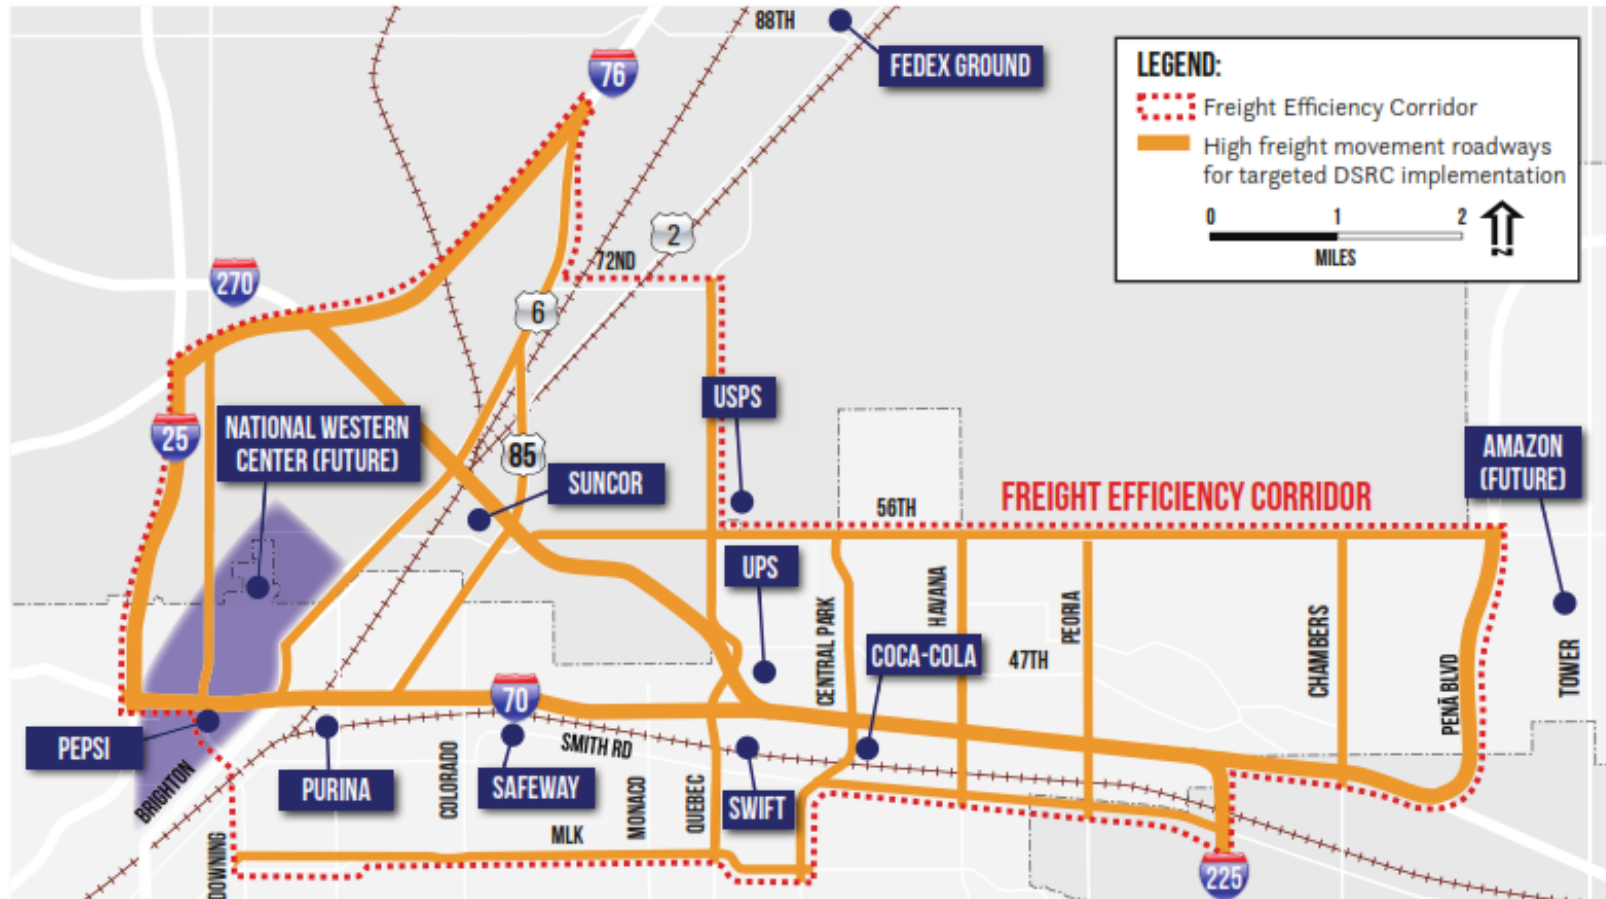 88TH
FEDEX GROUND
76
LEGEND:
Freight Efficiency Corridor
High freight movement roadways
for targeted DSRC implementation
0 1 2
MILES
N
2
72ND
270
6
USPS
25
NATIONAL WESTERN
CENTER (FUTURE)
85
SUNCOR
AMAZON
(FUTURE)
FREIGHT EFFICIENCY CORRIDOR
56TH
UPS
HAVANA
PEORIA
CENTRAL PARK
COCA-COLA
47TH
CHAMBERS
PENĀ BLVD
TOWER
70
PEPSI
SMITH RD
BRIGHTON
PURINA
COLORADO
SAFEWAY
MONACO
QUEBEC
SWIFT
MLK
DOWNING
225